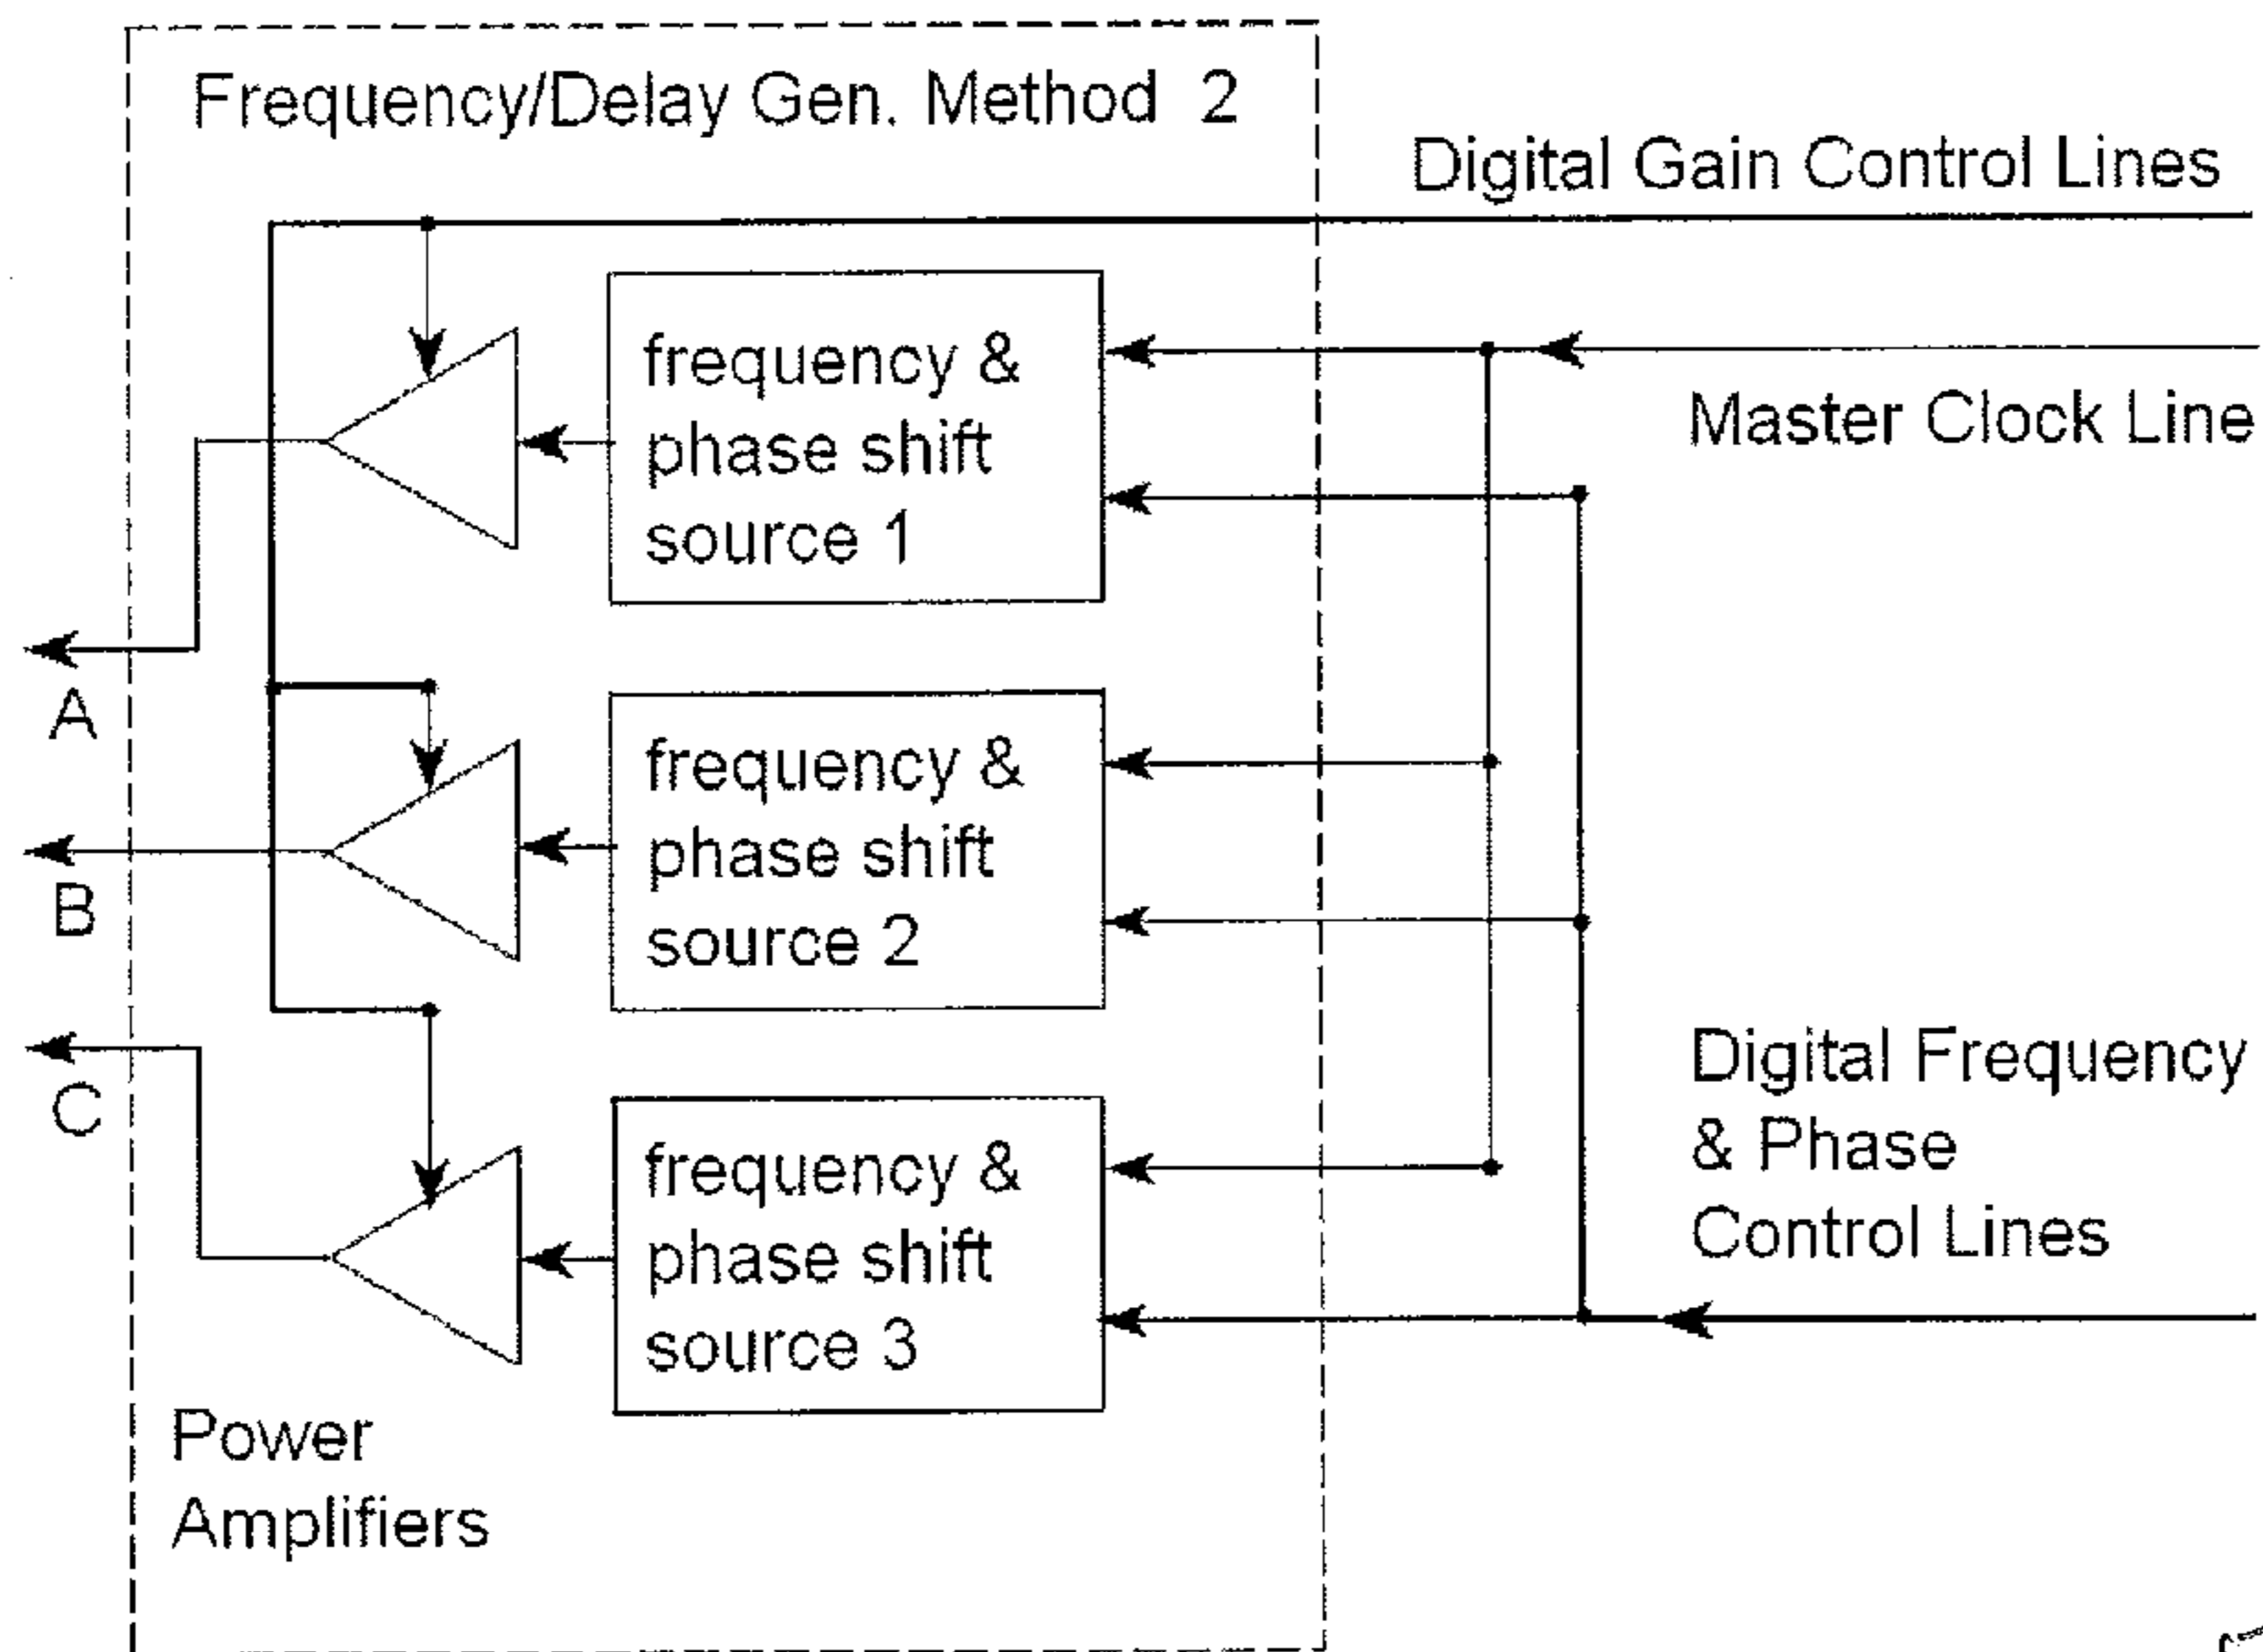 Frequency/Delay Gen. Method 2
Digital Gain Control Lines
frequency &
phase shift
source 1
Master Clock Line
A
frequency &
phase shift
source 2
B
C
frequency &
phase shift
source 3
Digital Frequency
& Phase
Control Lines
Power
Amplifiers